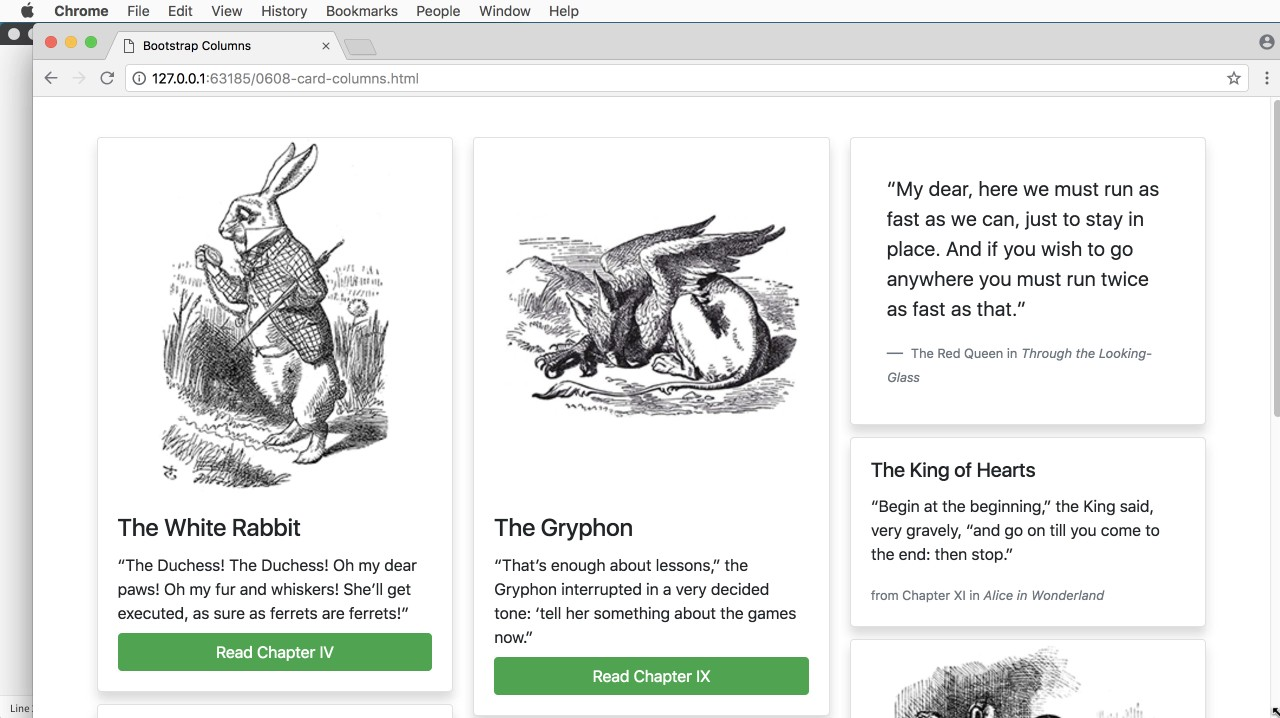 Chrome File Edit View History Bookmarks People Window Help
Bootstrap Columns
127.0.0.1:63185/0608-card-columns.html
The White Rabbit
“The Duchess! The Duchess! Oh my dear
paws! Oh my fur and whiskers! She’ll get
executed, as sure as ferrets are ferrets!”
Read Chapter IV
The Gryphon
“That’s enough about lessons,” the
Gryphon interrupted in a very decided
tone: ‘tell her something about the games
now.”
Read Chapter IX
“My dear, here we must run as
fast as we can, just to stay in
place. And if you wish to go
anywhere you must run twice
as fast as that.”
— The Red Queen in Through the Looking-
Glass
The King of Hearts
“Begin at the beginning,” the King said,
very gravely, “and go on till you come to
the end: then stop.”
from Chapter XI in Alice in Wonderland
Line